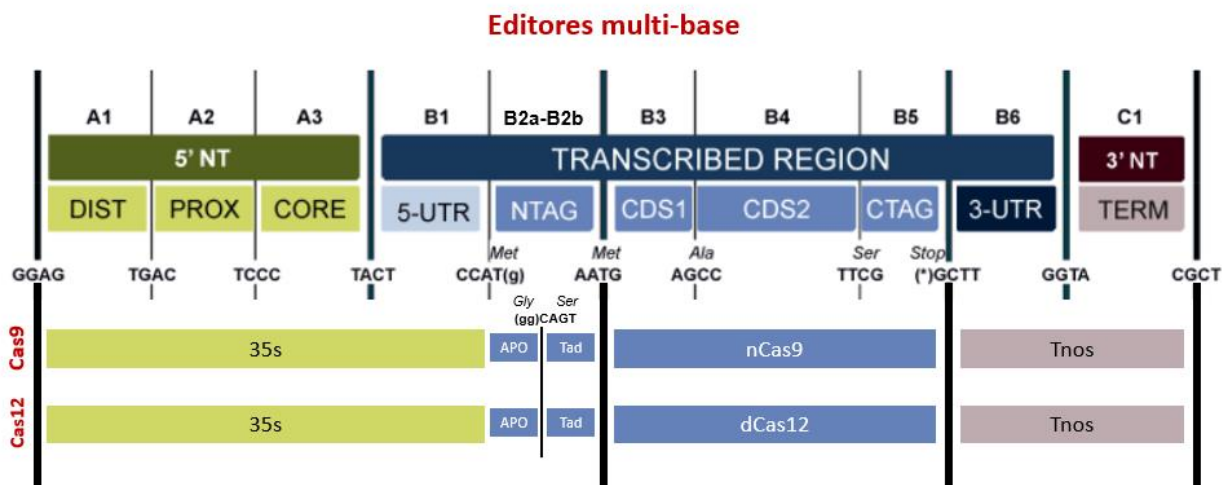 Editores multi-base
A1 A2 A3 B1 B2a-B2b B3 B4 B5 B6 C1
5' NT TRANSCRIBED REGION 3' NT
DIST PROX CORE 5-UTR NTAG CDS1 CDS2 CTAG 3-UTR TERM
Met Met Ala Ser Stop
GGAG TGAC TCCC TACT CCAT(g) AATG AGCC TTCG (*)GCTT GGTA CGCT
Gly Ser
(gg)CAGT
Cas9 35s APO Tad nCas9 Tnos
Cas12 35s APO Tad dCas12 Tnos